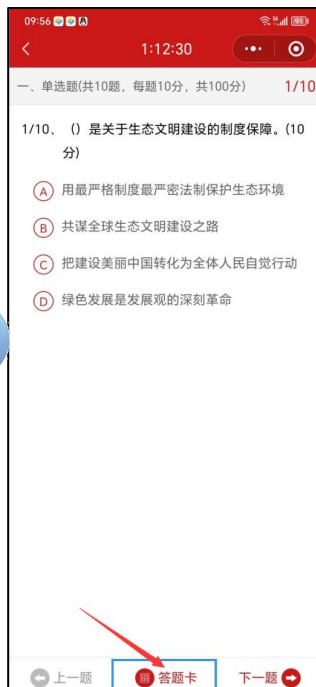 09:56
91
1:12:30
一、单选题(共10题，每题10分，共100分)
1/10
1/10、（）是关于生态文明建设的制度保障。(10
分)
A 用最严格制度最严密法制保护生态环境
B 共谋全球生态文明建设之路
C 把建设美丽中国转化为全体人民自觉行动
D 绿色发展是发展观的深刻革命
上一题
答题卡
下一题